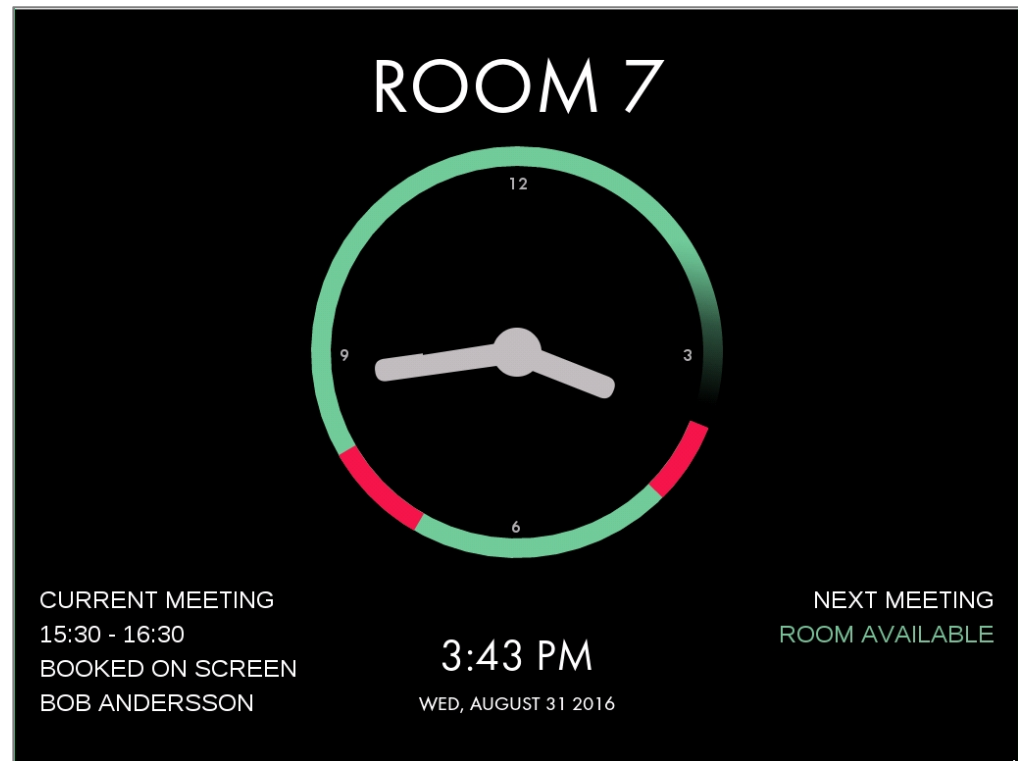 ROOM 7
12
9
3
6
CURRENT MEETING
15:30 - 16:30
BOOKED ON SCREEN
BOB ANDERSSON
3:43 PM
WED, AUGUST 31 2016
NEXT MEETING
ROOM AVAILABLE